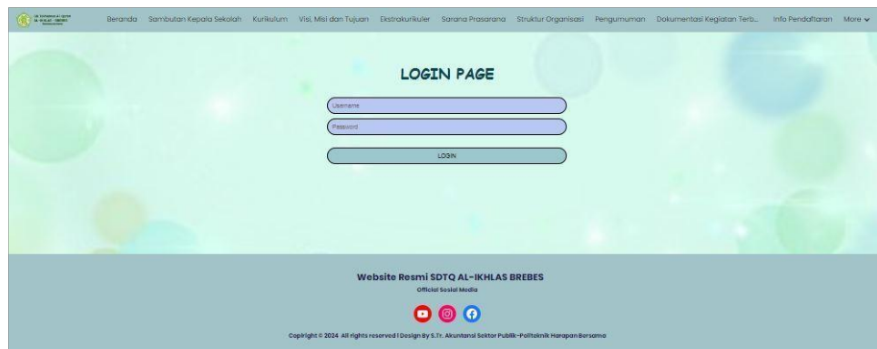 Beranda Sambutan Kepala Sekolah Kurikulum Visi, Misi dan Tujuan Ekstrakurikuler Sarana Prasarana Struktur Organisasi Pengumuman Dokumentasi Kegiatan Terb... Info Pendaftaran More
LOGIN PAGE
Username
Password
LOGIN
Website Resmi SDTQ AL-IKHLAS BREBES
Official Sosial Media
Copiright © 2024 All rights reserved | Design By S.Tr. Akuntansi Sektor Publik-Politeknik Harapan Bersama